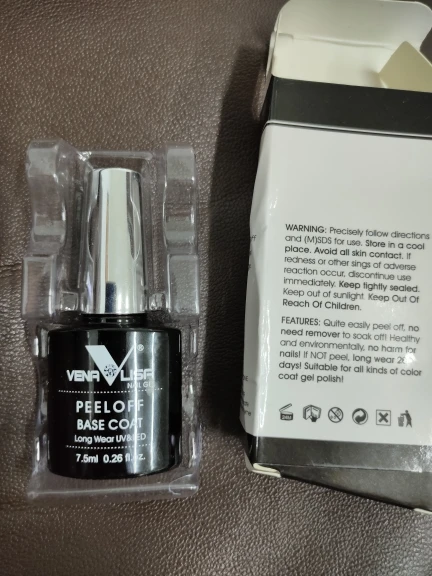 VENALISA
NAIL GEL
PEELOFF
BASE COAT
Long Wear UV&LED
7.5ml 0.26 fl.oz.
WARNING: Precisely follow directions
and (M)SDS for use. Store in a cool
place. Avoid all skin contact. If
redness or other sings of adverse
reaction occur, discontinue use
immediately. Keep tightly sealed.
Keep out of sunlight. Keep Out Of
Reach Of Children.
FEATURES: Quite easily peel off, no
need remover to soak off! Healthy
and environmentally, no harm for
nails! If NOT peel, long wear
days! Suitable for all kinds of color
coat gel polish!